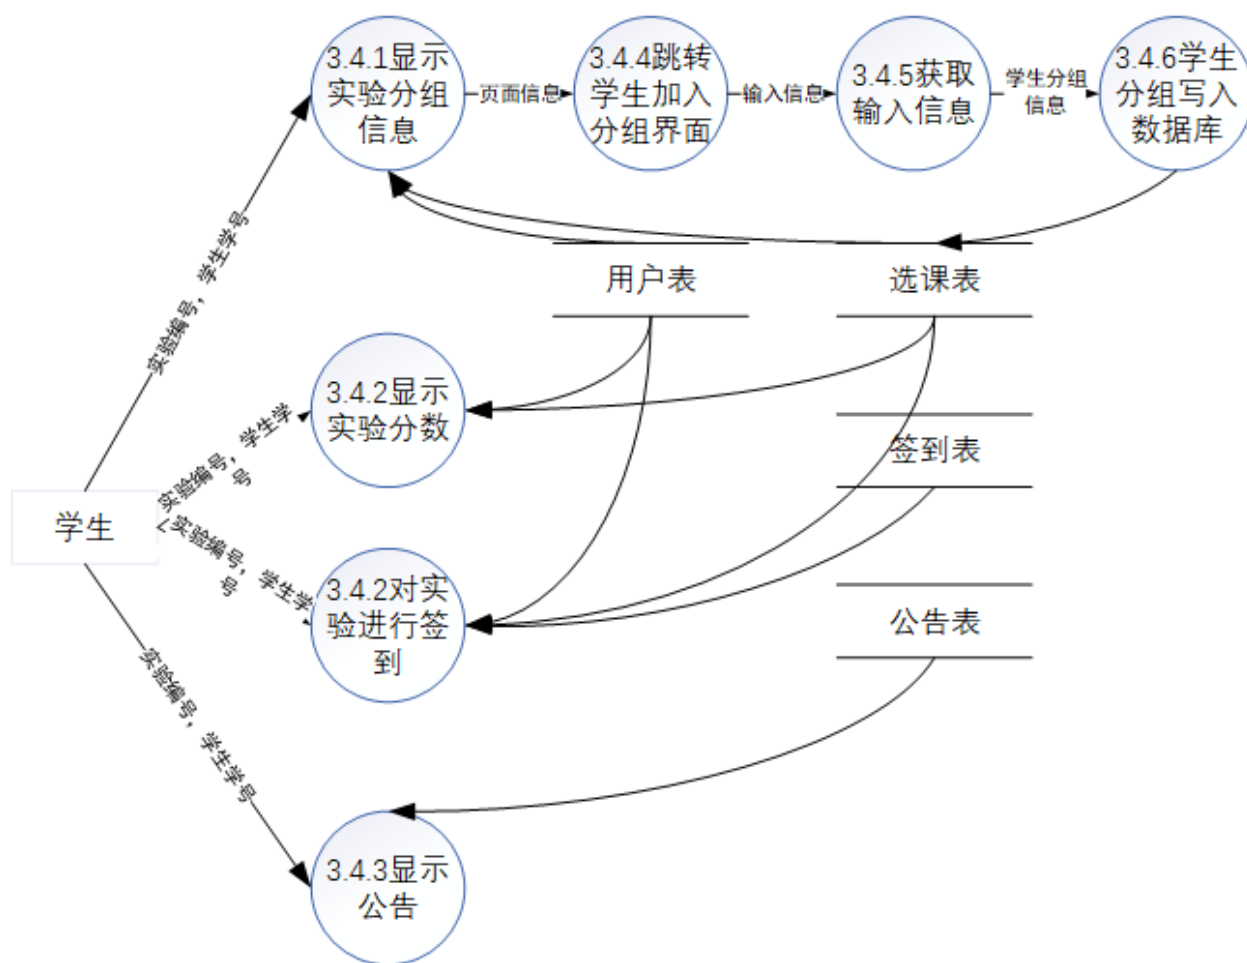 3.4.1显示
实验分组
信息
页面信息
3.4.4跳转
学生加入
分组界面
输入信息
3.4.5获取
输入信息
学生分组
信息
3.4.6学生
分组写入
数据库
实验编号，学生学号
用户表
选课表
3.4.2显示
实验分数
实验编号，学生学
号
签到表
学生
实验编号，学生学
号
3.4.2对实
验进行签
到
公告表
实验编号，学生学号
3.4.3显示
公告